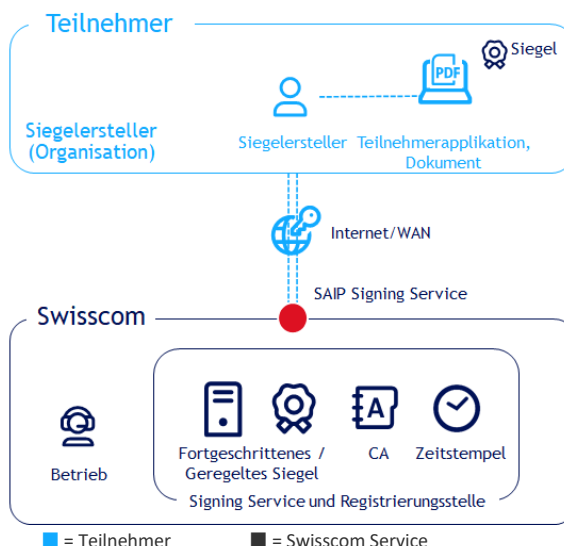 Teilnehmer
PDF
Siegel
Siegelersteller
(Organisation)
Siegelersteller
Teilnehmerapplikation,
Dokument
Internet/WAN
SAIP Signing Service
Swisscom
A
Betrieb
Fortgeschrittenes /
Geregeltes Siegel
CA
Zeitstempel
Signing Service und Registrierungsstelle
= Teilnehmer
= Swisscom Service